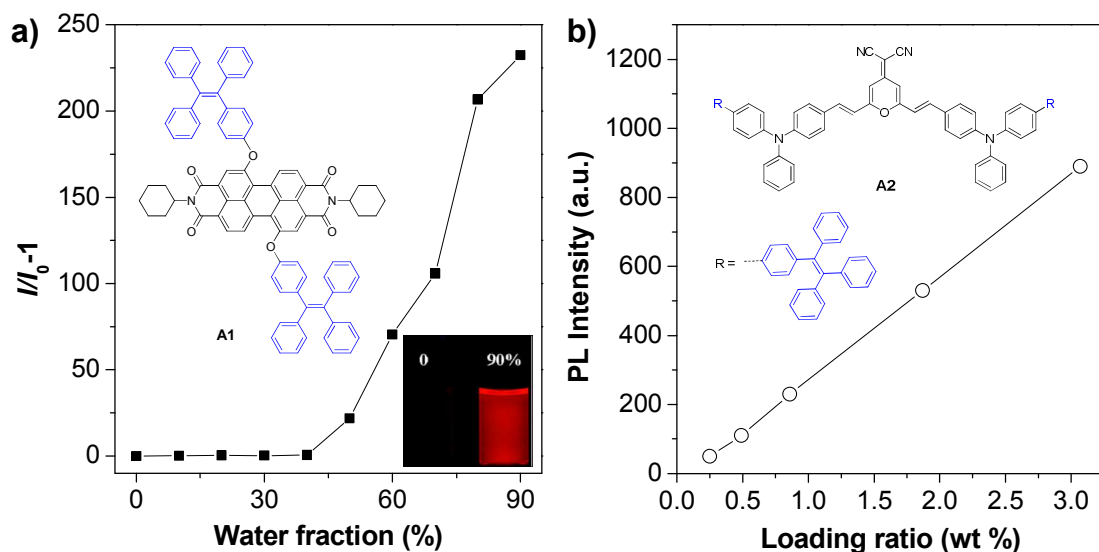 a)
I/I0-1
250
200
150
100
50
0
0
30
60
90
Water fraction (%)
O
O
O
N
N
O
O
O
A1
0
90%
b)
PL Intensity (a.u.)
1200
1000
800
600
400
200
0
0.0
0.5
1.0
1.5
2.0
2.5
3.0
Loading ratio (wt %)
NC
CN
R
R
O
N
N
A2
R =